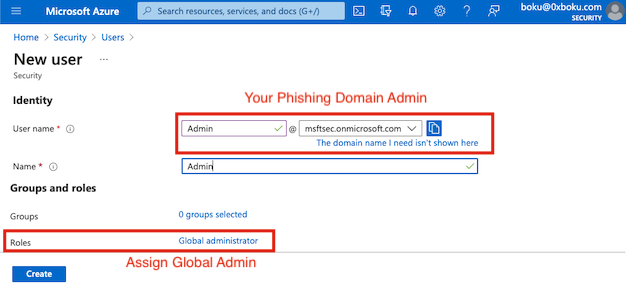 Microsoft Azure
Search resources, services, and docs (G+/)
boku@0xboku.com
SECURITY
Home > Security > Users >
New user ...
Security
Identity
Your Phishing Domain Admin
User name * Admin @ msftsec.onmicrosoft.com
The domain name I need isn't shown here
Name * Admin
Groups and roles
Groups 0 groups selected
Roles Global administrator
Assign Global Admin
Create